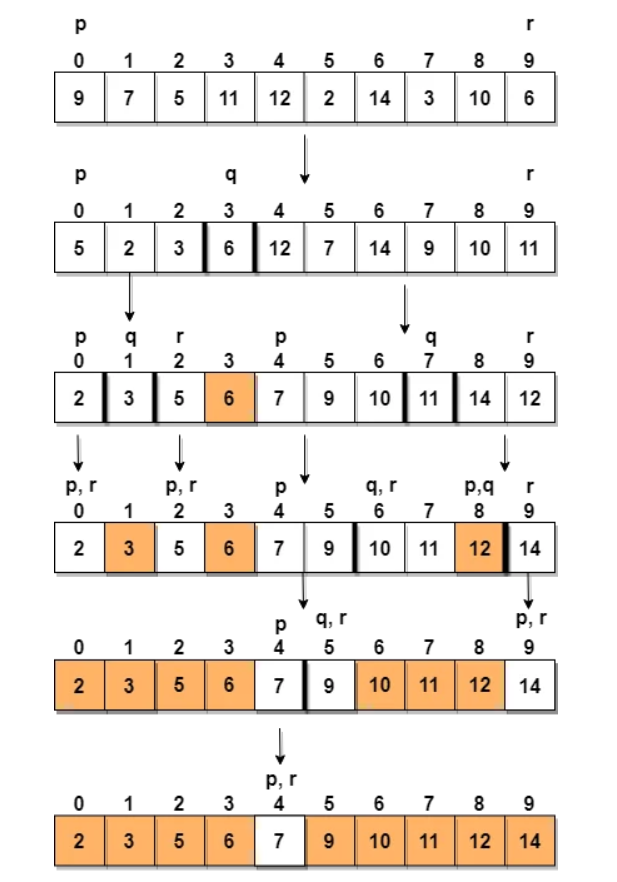 p r
0 1 2 3 4 5 6 7 8 9
9 7 5 11 12 2 14 3 10 6
p q r
0 1 2 3 4 5 6 7 8 9
5 2 3 6 12 7 14 9 10 11
p q r p q r
0 1 2 3 4 5 6 7 8 9
2 3 5 6 7 9 10 11 14 12
p, r p, r p q, r p,q r
0 1 2 3 4 5 6 7 8 9
2 3 5 6 7 9 10 11 12 14
p q, r p, r
0 1 2 3 4 5 6 7 8 9
2 3 5 6 7 9 10 11 12 14
p, r
0 1 2 3 4 5 6 7 8 9
2 3 5 6 7 9 10 11 12 14